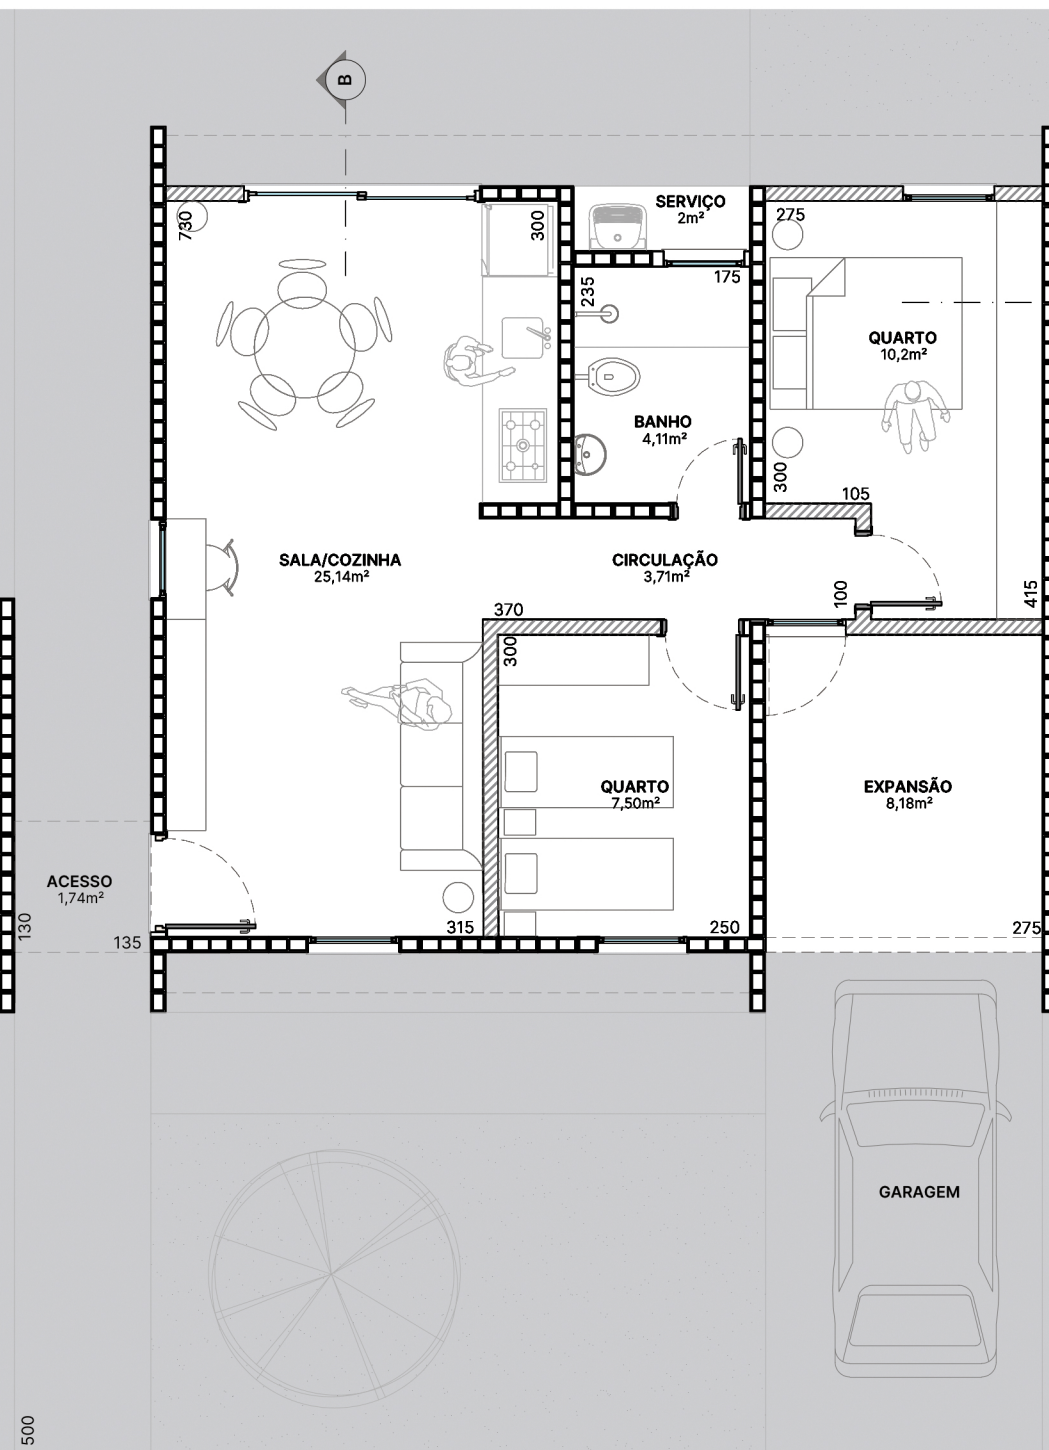 B
SERVIÇO
2m²
730
300
275
175
235
QUARTO
10,2m²
BANHO
4,11m²
300
105
SALA/COZINHA
25,14m²
CIRCULAÇÃO
3,71m²
100
415
370
300
QUARTO
7,50m²
EXPANSÃO
8,18m²
ACESSO
1,74m²
130
135
315
250
275
GARAGEM
500